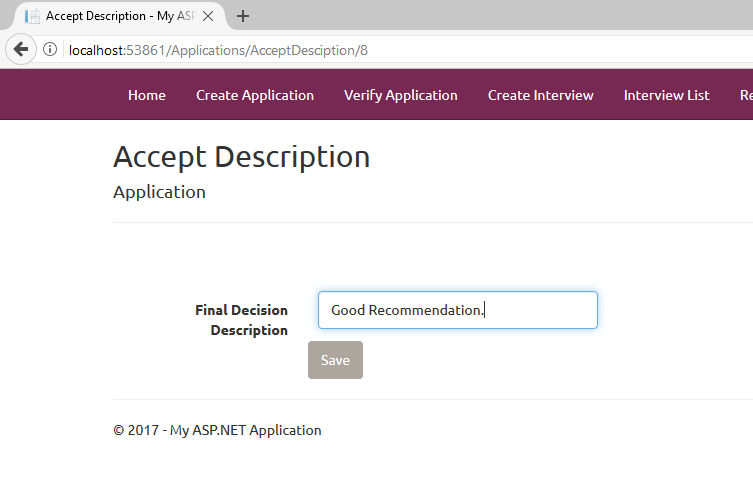 Accept Description - My ASP
localhost:53861/Applications/AcceptDesciption/8
Home Create Application Verify Application Create Interview Interview List
Accept Description
Application
Final Decision
Description
Good Recommendation.
Save
© 2017 - My ASP.NET Application